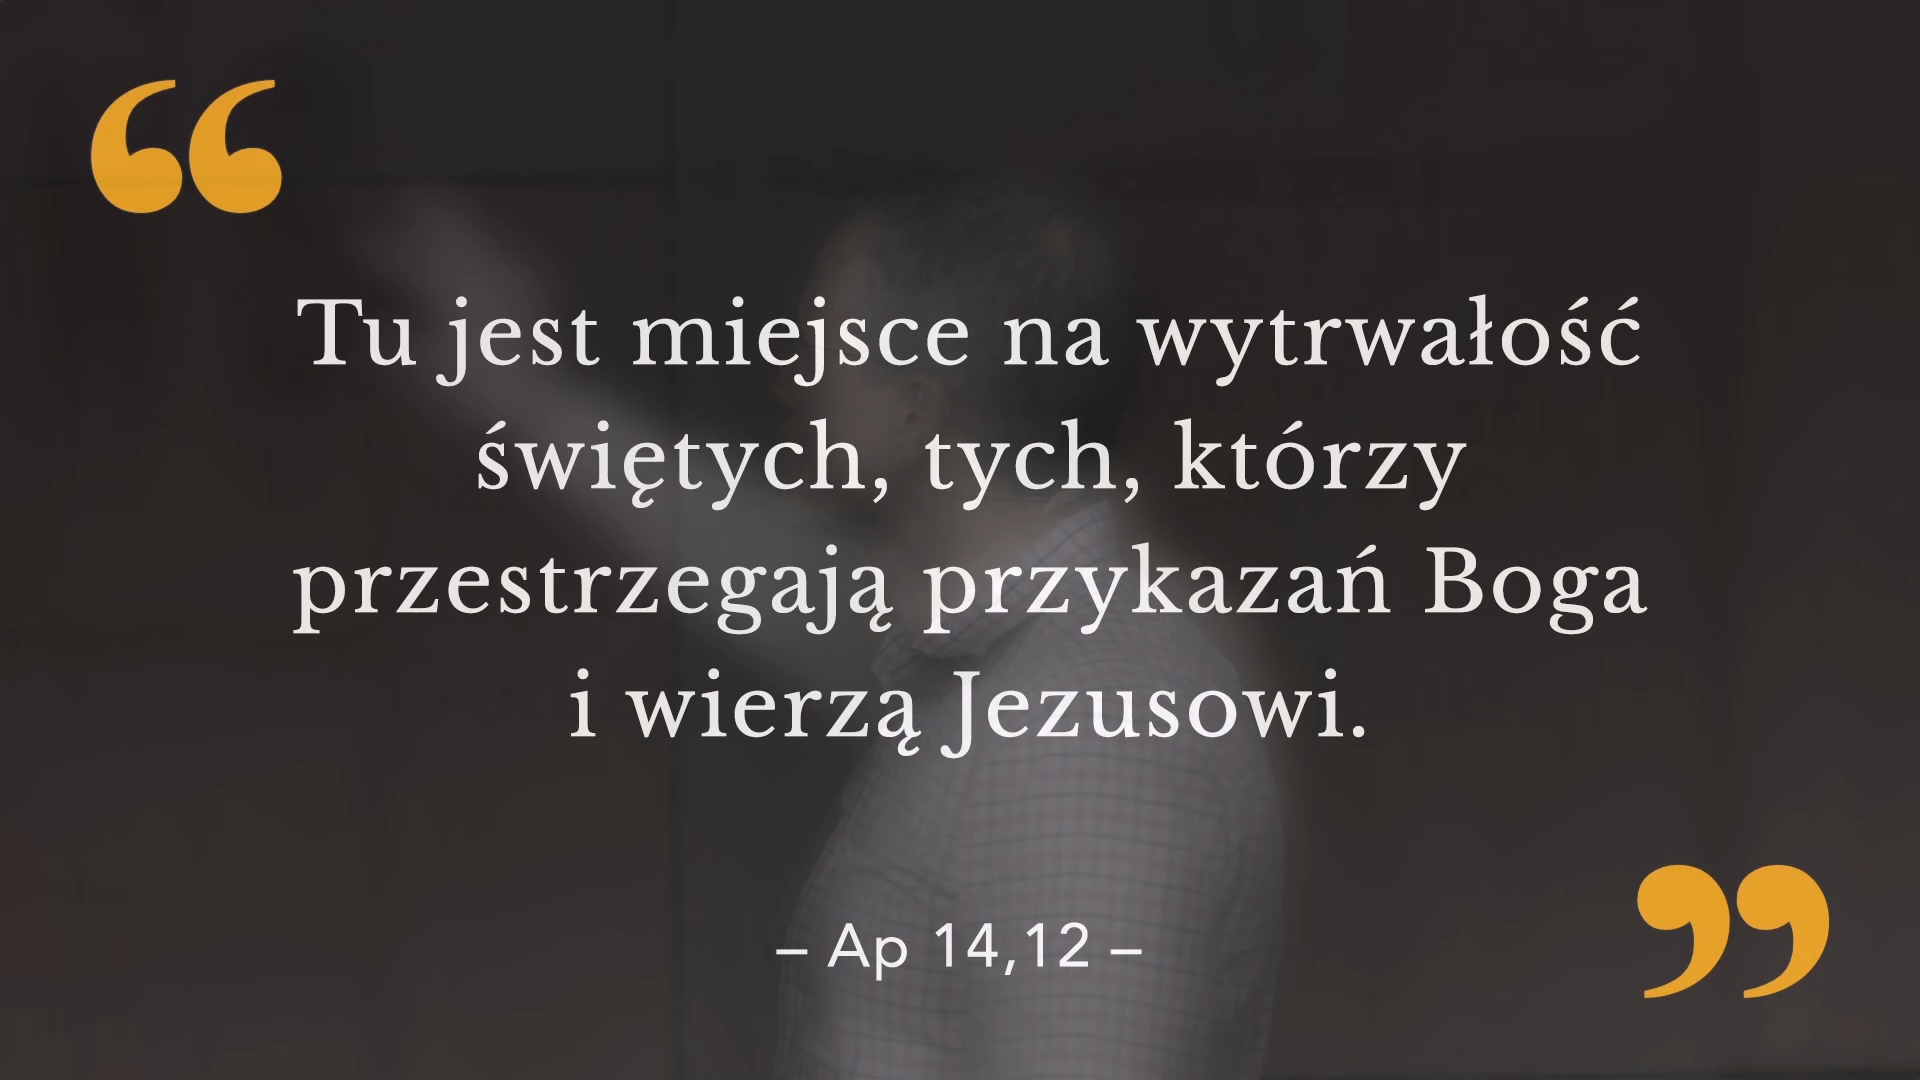 “
Tu jest miejsce na wytrwałość
świętych, tych, którzy
przestrzegają przykazań Boga
i wierzą Jezusowi.
”
– Ap 14,12 –